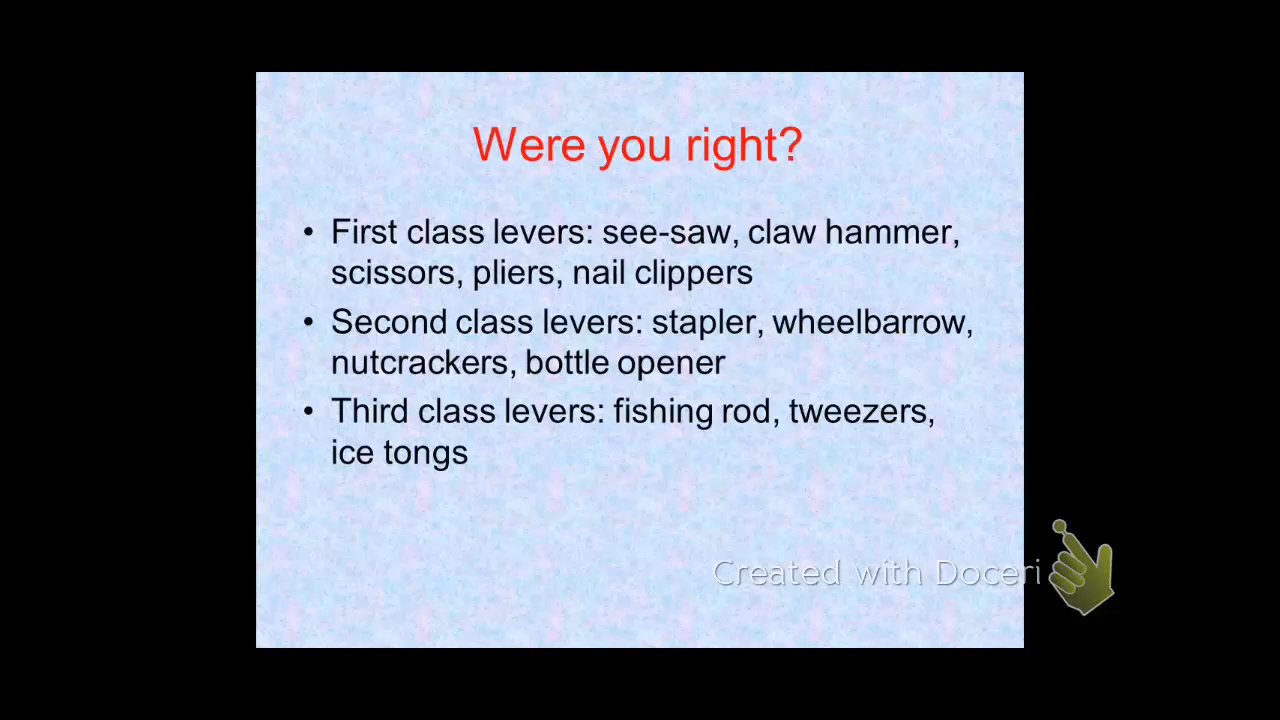 Were you right?
• First class levers: see-saw, claw hammer,
scissors, pliers, nail clippers
• Second class levers: stapler, wheelbarrow,
nutcrackers, bottle opener
• Third class levers: fishing rod, tweezers,
ice tongs
Created with Doceri